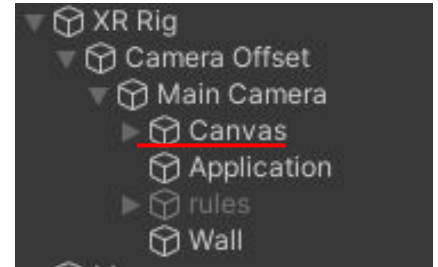 XR Rig
Camera Offset
Main Camera
Canvas
Application
rules
Wall